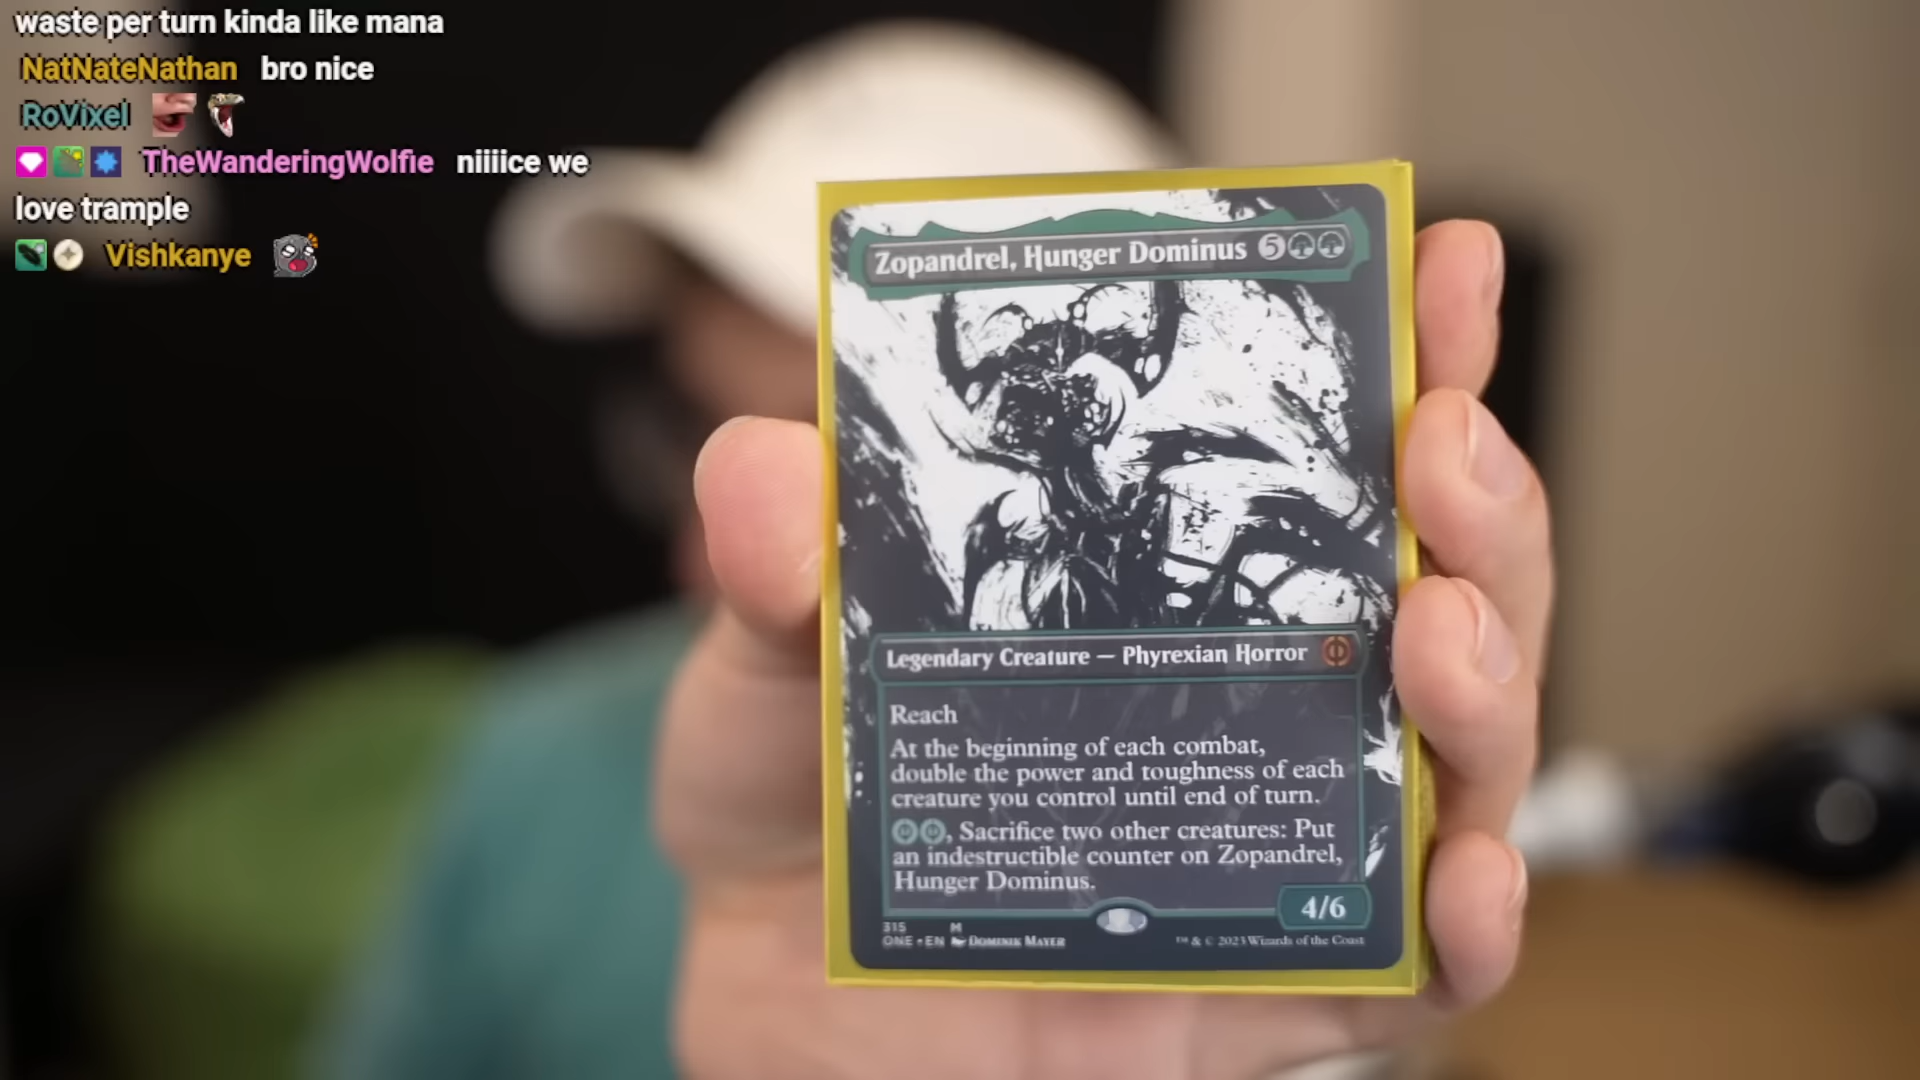 waste per turn kinda like mana
NatNateNathan bro nice
RoVixel
TheWanderingWolfie niiiice we
love trample
Vishkanye
Zopandrel, Hunger Dominus 5
Legendary Creature — Phyrexian Horror
Reach
At the beginning of each combat,
double the power and toughness of each
creature you control until end of turn.
, Sacrifice two other creatures: Put
an indestructible counter on Zopandrel,
Hunger Dominus.
4/6
315 M
ONE • EN Dominik Mayer
™ & © 2023 Wizards of the Coast